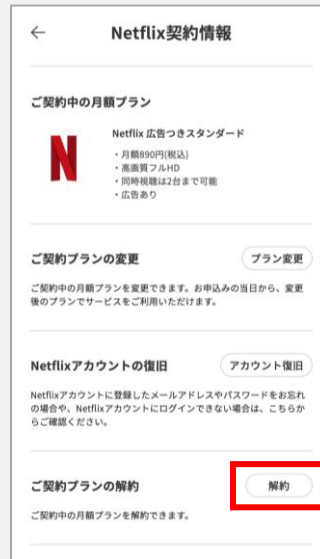 ← Netflix契約情報
ご契約中の月額プラン
N
Netflix 広告つきスタンダード
・月額890円(税込)
・高画質フルHD
・同時視聴は2台まで可能
・広告あり
ご契約プランの変更
プラン変更
ご契約中の月額プランを変更できます。お申込みの当日から、変更
後のプランでサービスをご利用いただけます。
Netflixアカウントの復旧
アカウント復旧
Netflixアカウントに登録したメールアドレスやパスワードをお忘れ
の場合や、Netflixアカウントにログインできない場合は、こちらか
らご確認ください。
ご契約プランの解約
解約
ご契約中の月額プランを解約できます。